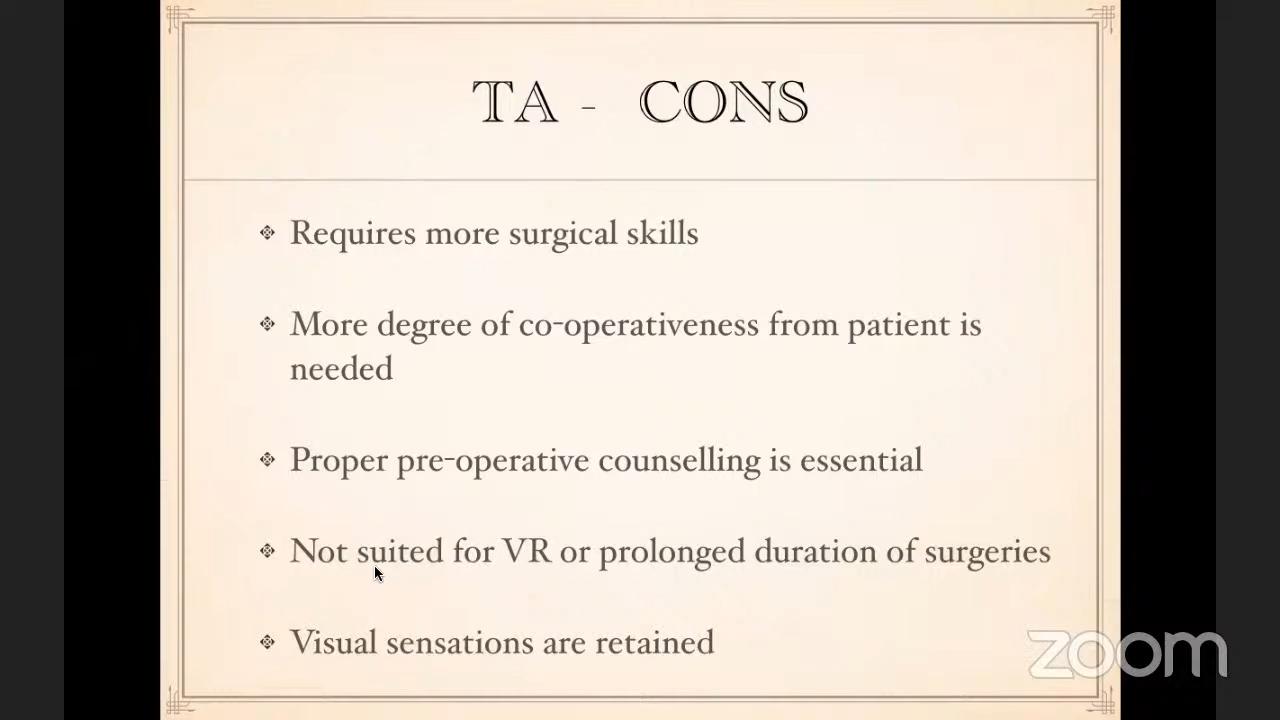 TA - CONS
Requires more surgical skills
More degree of co-operativeness from patient is
needed
Proper pre-operative counselling is essential
Not suited for VR or prolonged duration of surgeries
Visual sensations are retained
zoom